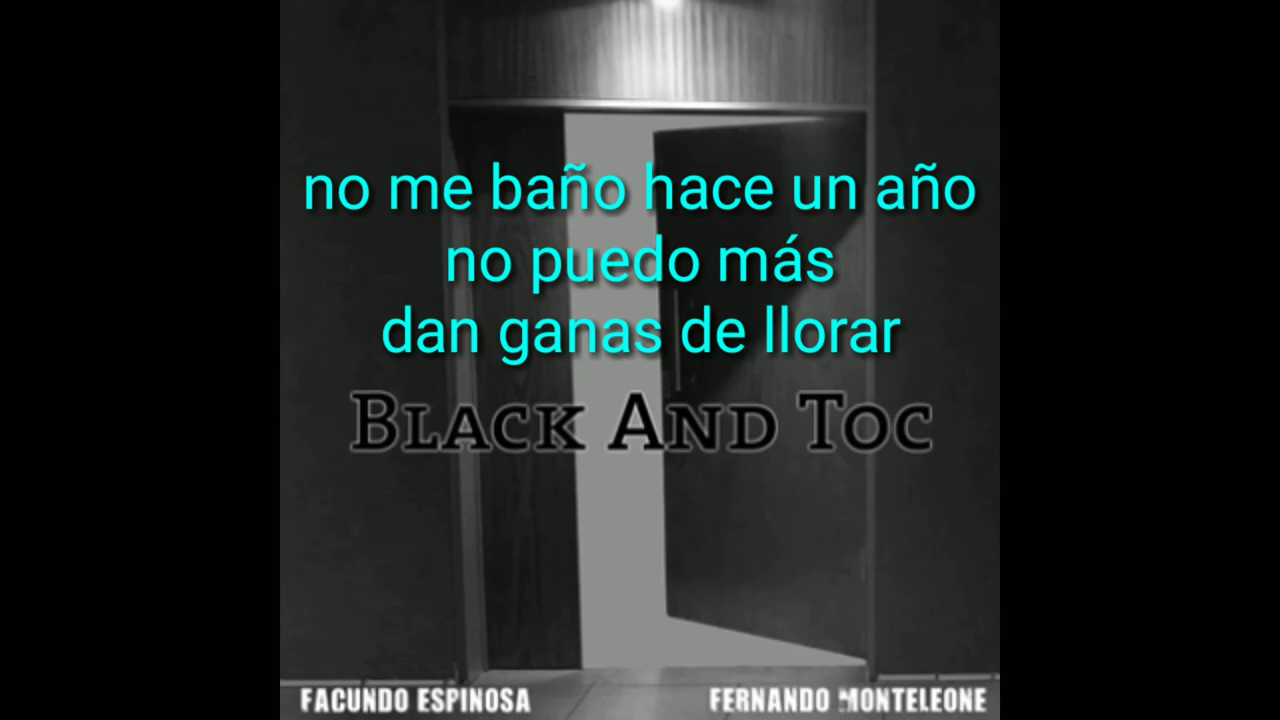 no me baño hace un año
no puedo más
dan ganas de llorar
BLACK AND TOC
FACUNDO ESPINOSA
FERNANDO MONTELEONE